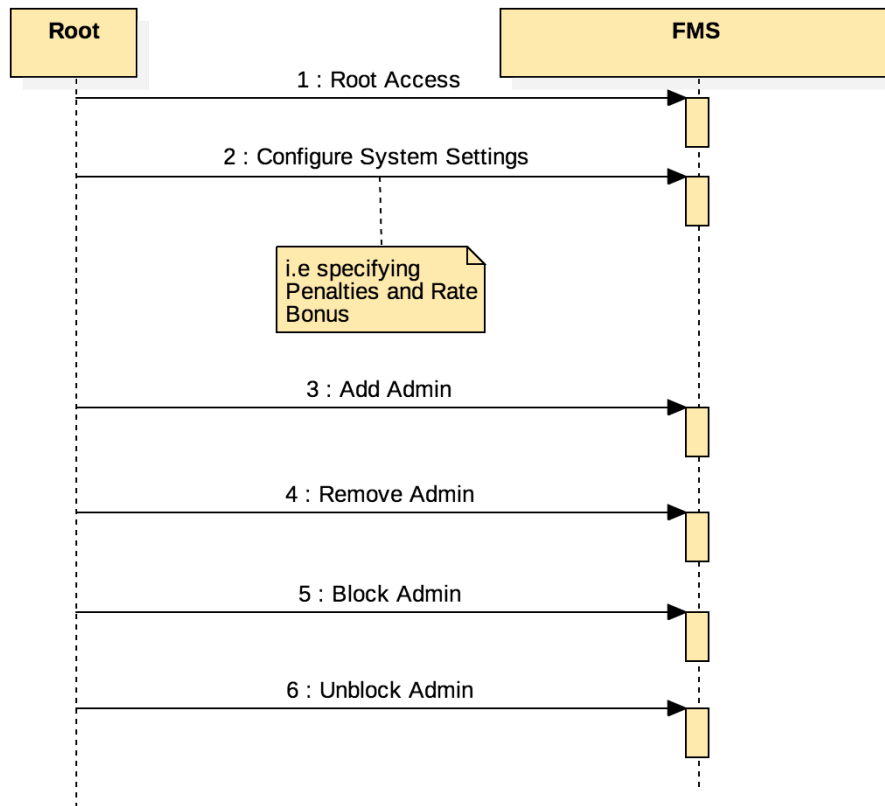 Root
FMS
1 : Root Access
2 : Configure System Settings
i.e specifying
Penalties and Rate
Bonus
3 : Add Admin
4 : Remove Admin
5 : Block Admin
6 : Unblock Admin